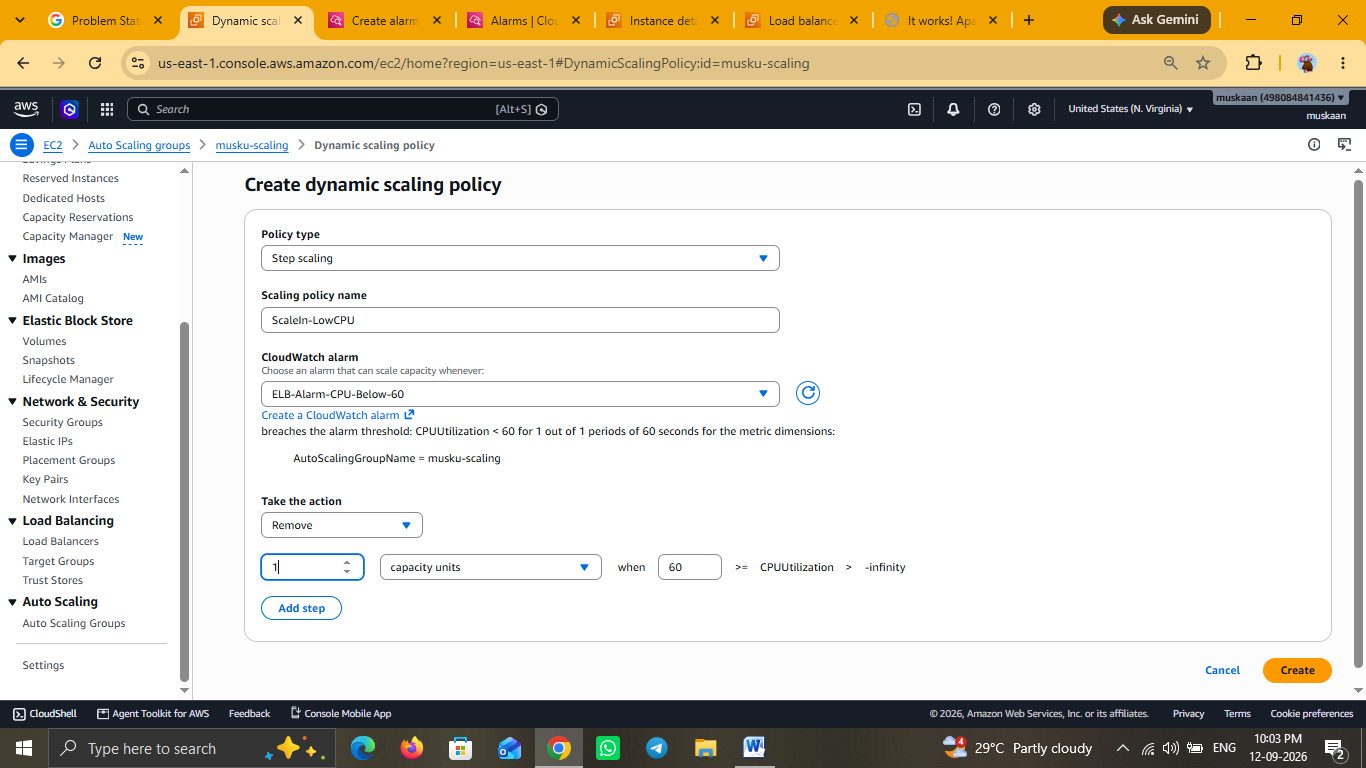 Problem Stat
Dynamic scal
Create alarm
Alarms | Clou
Instance deta
Load balance
It works! Apa
Ask Gemini
us-east-1.console.aws.amazon.com/ec2/home?region=us-east-1#DynamicScalingPolicy:id=musku-scaling
aws
Search
[Alt+S]
United States (N. Virginia)
muskaan (498084841436)
muskaan
EC2 > Auto Scaling groups > musku-scaling > Dynamic scaling policy
Reserved Instances
Dedicated Hosts
Capacity Reservations
Capacity Manager New
Images
AMIs
AMI Catalog
Elastic Block Store
Volumes
Snapshots
Lifecycle Manager
Network & Security
Security Groups
Elastic IPs
Placement Groups
Key Pairs
Network Interfaces
Load Balancing
Load Balancers
Target Groups
Trust Stores
Auto Scaling
Auto Scaling Groups
Settings
Create dynamic scaling policy
Policy type
Step scaling
Scaling policy name
ScaleIn-LowCPU
CloudWatch alarm
Choose an alarm that can scale capacity whenever:
ELB-Alarm-CPU-Below-60
Create a CloudWatch alarm
breaches the alarm threshold: CPUUtilization < 60 for 1 out of 1 periods of 60 seconds for the metric dimensions:
AutoScalingGroupName = musku-scaling
Take the action
Remove
1 capacity units when 60 >= CPUUtilization > -infinity
Add step
Cancel Create
CloudShell Agent Toolkit for AWS Feedback Console Mobile App
© 2026, Amazon Web Services, Inc. or its affiliates. Privacy Terms Cookie preferences
Type here to search
4
29°C Partly cloudy
ENG
10:03 PM
12-09-2026
2